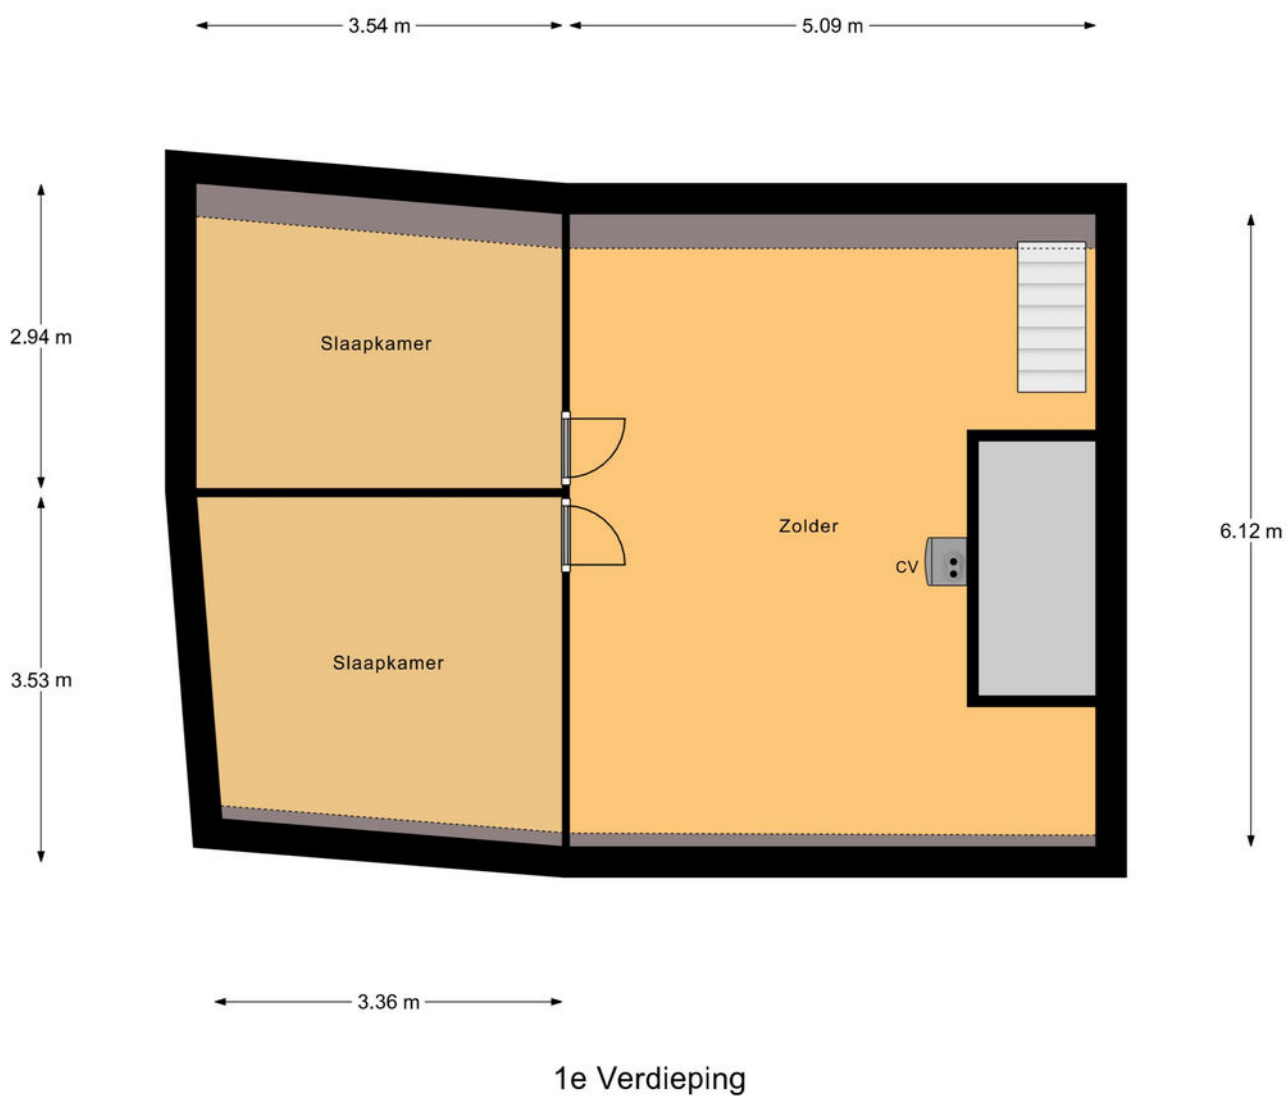 3.54 m
5.09 m
2.94 m
Slaapkamer
Zolder
6.12 m
CV
Slaapkamer
3.53 m
3.36 m
1e Verdieping